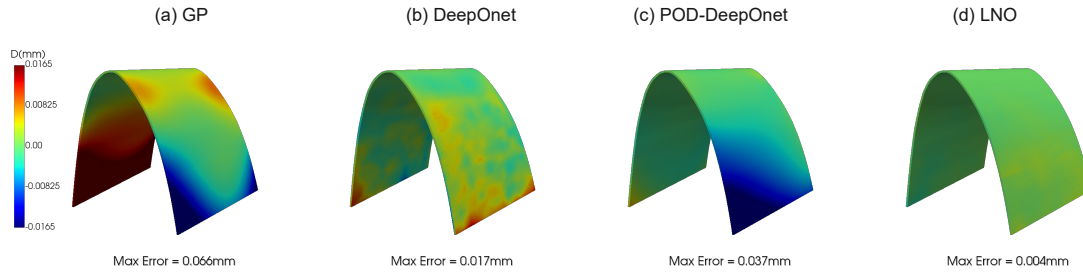 (a) GP
(b) DeepOnet
(c) POD-DeepOnet
(d) LNO
D(mm)
0.0165
0.00825
0.00
-0.00825
-0.0165
Max Error = 0.066mm
Max Error = 0.017mm
Max Error = 0.037mm
Max Error = 0.004mm